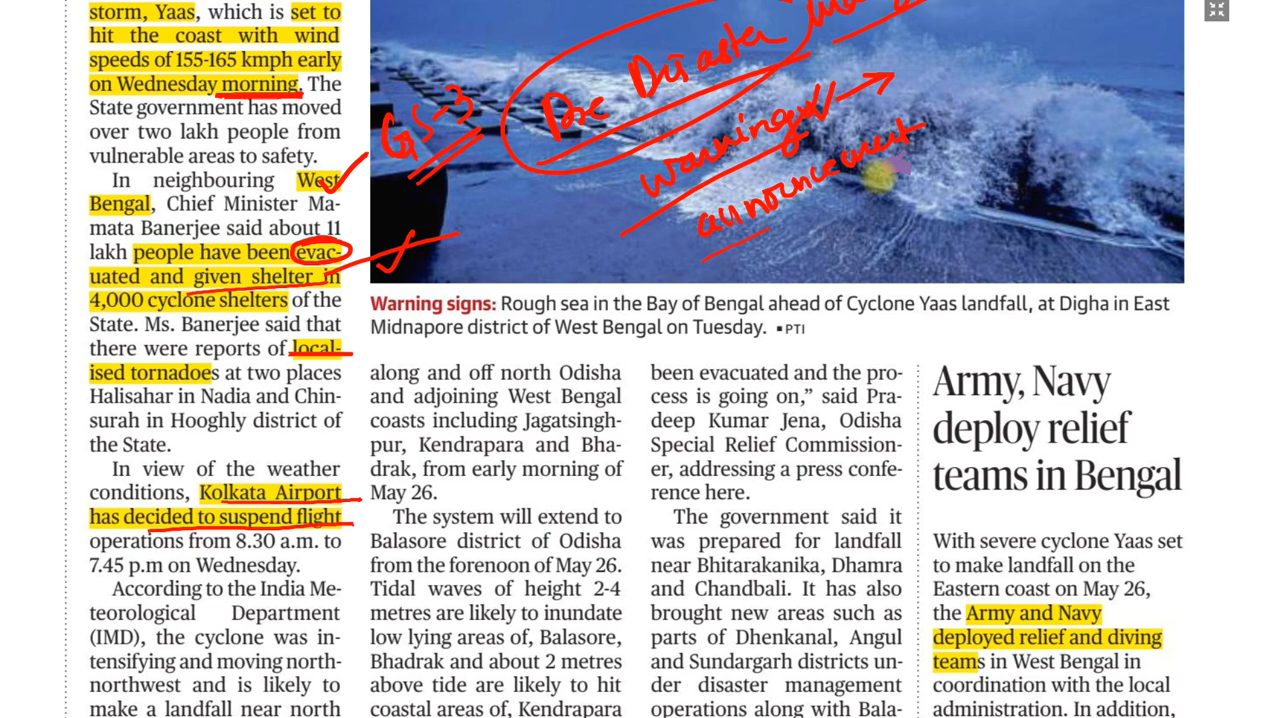 storm, Yaas, which is set to
hit the coast with wind
speeds of 155-165 kmph early
on Wednesday morning. The
State government has moved
over two lakh people from
vulnerable areas to safety.
In neighbouring West
Bengal, Chief Minister Ma-
mata Banerjee said about 11
lakh people have been evac-
uated and given shelter in
4,000 cyclone shelters of the
State. Ms. Banerjee said that
there were reports of local-
ised tornadoes at two places
Halisahar in Nadia and Chin-
surah in Hooghly district of
the State.
In view of the weather
conditions, Kolkata Airport
has decided to suspend flight
operations from 8.30 a.m. to
7.45 p.m on Wednesday.
According to the India Me-
teorological Department
(IMD), the cyclone was in-
tensifying and moving north-
northwest and is likely to
make a landfall near north
GS-3
Disaster
warning
announcement
Warning signs: Rough sea in the Bay of Bengal ahead of Cyclone Yaas landfall, at Digha in East
Midnapore district of West Bengal on Tuesday. ▪PTI
along and off north Odisha
and adjoining West Bengal
coasts including Jagatsingh-
pur, Kendrapara and Bha-
drak, from early morning of
May 26.
The system will extend to
Balasore district of Odisha
from the forenoon of May 26.
Tidal waves of height 2-4
metres are likely to inundate
low lying areas of, Balasore,
Bhadrak and about 2 metres
above tide are likely to hit
coastal areas of, Kendrapara
been evacuated and the pro-
cess is going on,” said Pra-
deep Kumar Jena, Odisha
Special Relief Commission-
er, addressing a press confe-
rence here.
The government said it
was prepared for landfall
near Bhitarakanika, Dhamra
and Chandbali. It has also
brought new areas such as
parts of Dhenkanal, Angul
and Sundargarh districts un-
der disaster management
operations along with Bala-
Army, Navy
deploy relief
teams in Bengal
With severe cyclone Yaas set
to make landfall on the
Eastern coast on May 26,
the Army and Navy
deployed relief and diving
teams in West Bengal in
coordination with the local
administration. In addition,